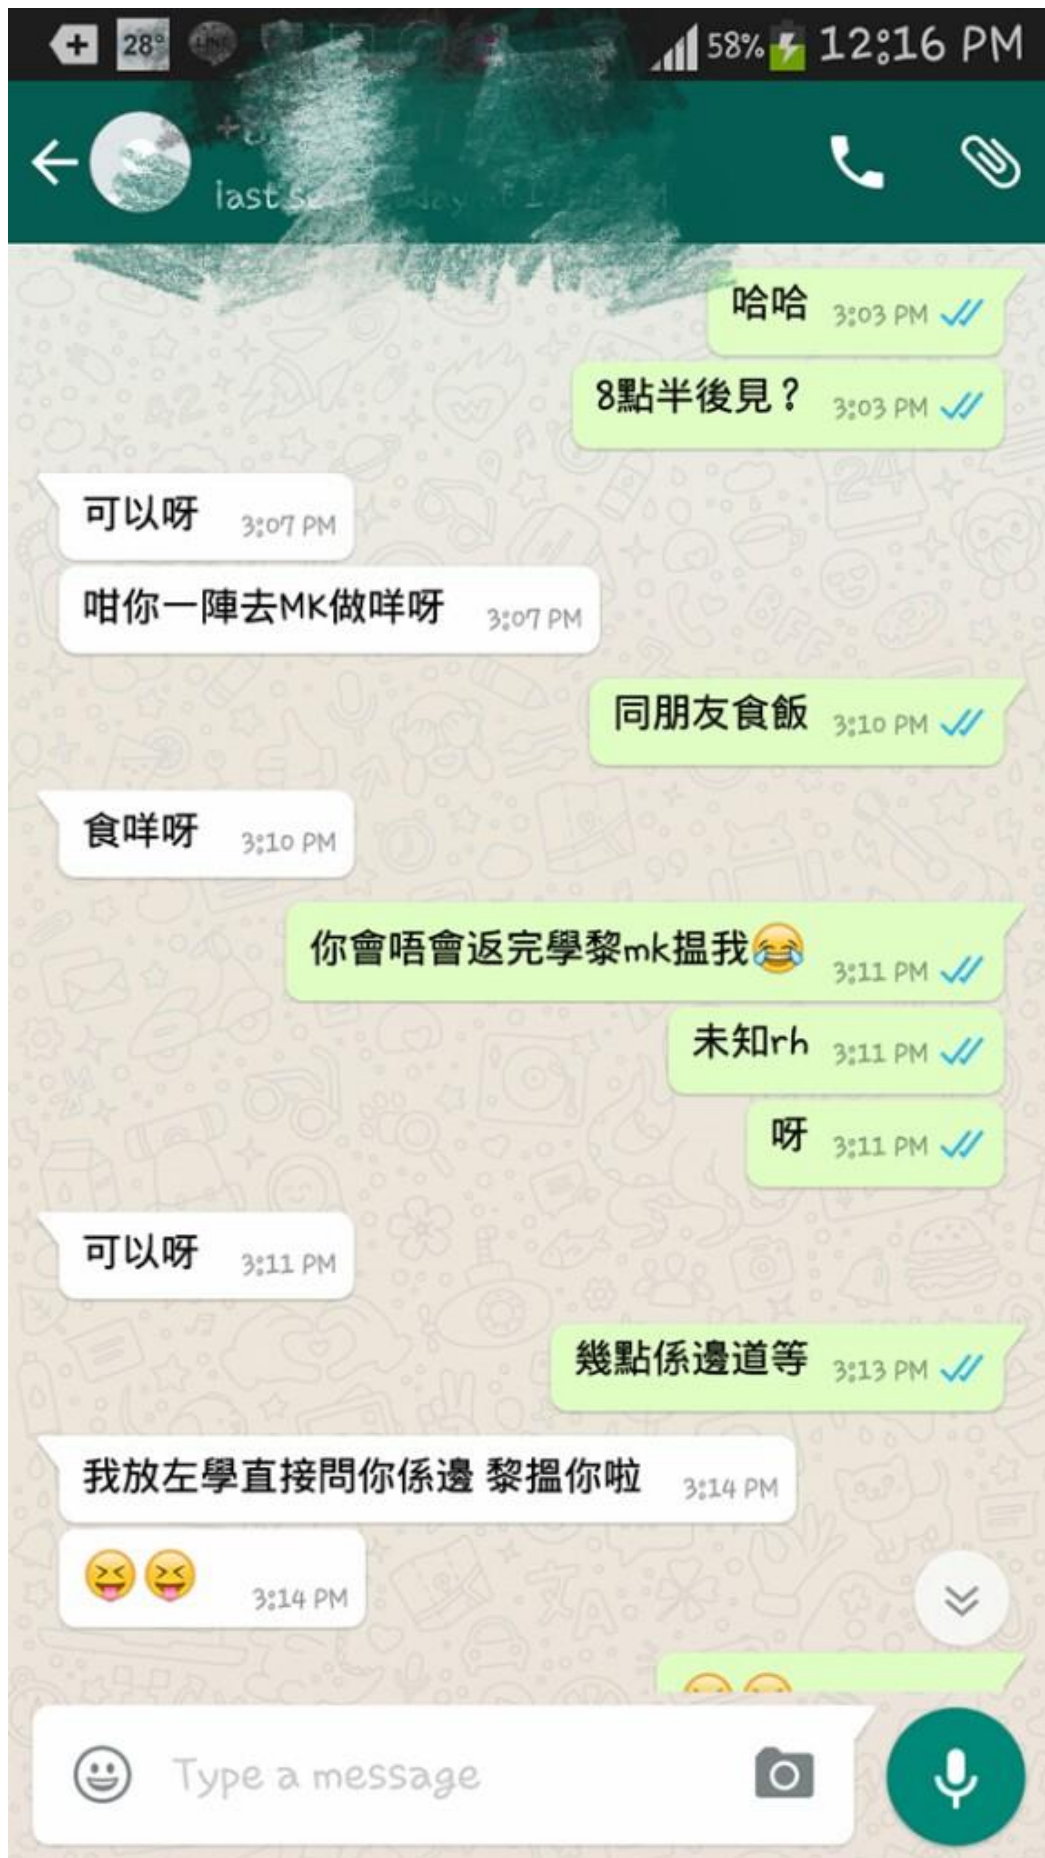 28° LINE 58% 12:16 PM
last se
哈哈 3:03 PM
8點半後見？ 3:03 PM
可以呀 3:07 PM
咁你一陣去MK做咩呀 3:07 PM
同朋友食飯 3:10 PM
食咩呀 3:10 PM
你會唔會返完學黎mk搵我😂 3:11 PM
未知rh 3:11 PM
呀 3:11 PM
可以呀 3:11 PM
幾點係邊道等 3:13 PM
我放左學直接問你係邊 黎搵你啦 3:14 PM
😝😝 3:14 PM
Type a message